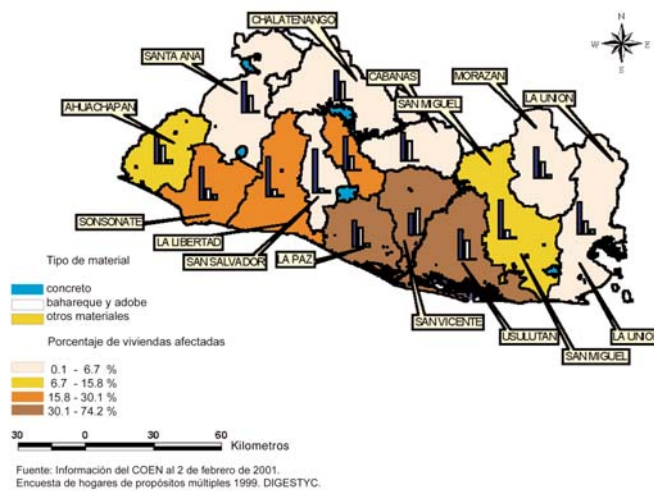 CHALATENANGO
SANTA ANA
CABANAS
MORAZAN
SAN MIGUEL
LA UNION
AHUACHAPAN
SONSONATE
LA LIBERTAD
SAN SALVADOR
LA PAZ
SAN VICENTE
USULUTAN
SAN MIGUEL
LA UNION
N
W E
S
Tipo de material
concreto
bahareque y adobe
otros materiales
Porcentaje de viviendas afectadas
0.1 - 6.7 %
6.7 - 15.8 %
15.8 - 30.1 %
30.1 - 74.2 %
30 0 30 60 Kilometros
Fuente: Información del COEN al 2 de febrero de 2001.
Encuesta de hogares de propósitos múltiples 1999. DIGESTYC.